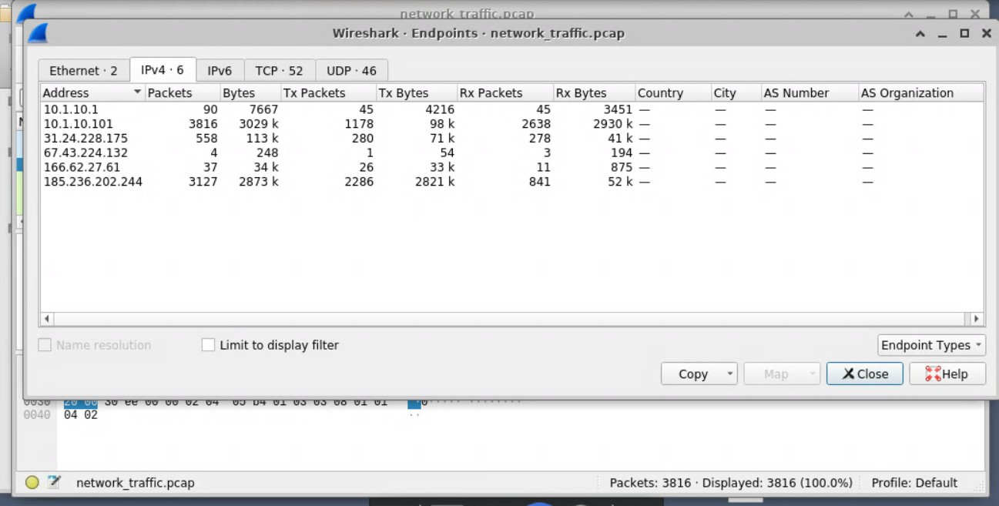 network_traffic.pcap
Wireshark · Endpoints · network_traffic.pcap
Ethernet · 2 IPv4 · 6 IPv6 TCP · 52 UDP · 46
Address Packets Bytes Tx Packets Tx Bytes Rx Packets Rx Bytes Country City AS Number AS Organization
10.1.10.1 90 7667 45 4216 45 3451 — — — —
10.1.10.101 3816 3029 k 1178 98 k 2638 2930 k — — — —
31.24.228.175 558 113 k 280 71 k 278 41 k — — — —
67.43.224.132 4 248 1 54 3 194 — — — —
166.62.27.61 37 34 k 26 33 k 11 875 — — — —
185.236.202.244 3127 2873 k 2286 2821 k 841 52 k — — — —
Name resolution Limit to display filter Endpoint Types
Copy Map Close Help
0030 20 00 30 ee 00 00 02 04 05 b4 01 03 03 08 01 01 ·0······ ········
0040 04 02 ··
network_traffic.pcap Packets: 3816 · Displayed: 3816 (100.0%) Profile: Default